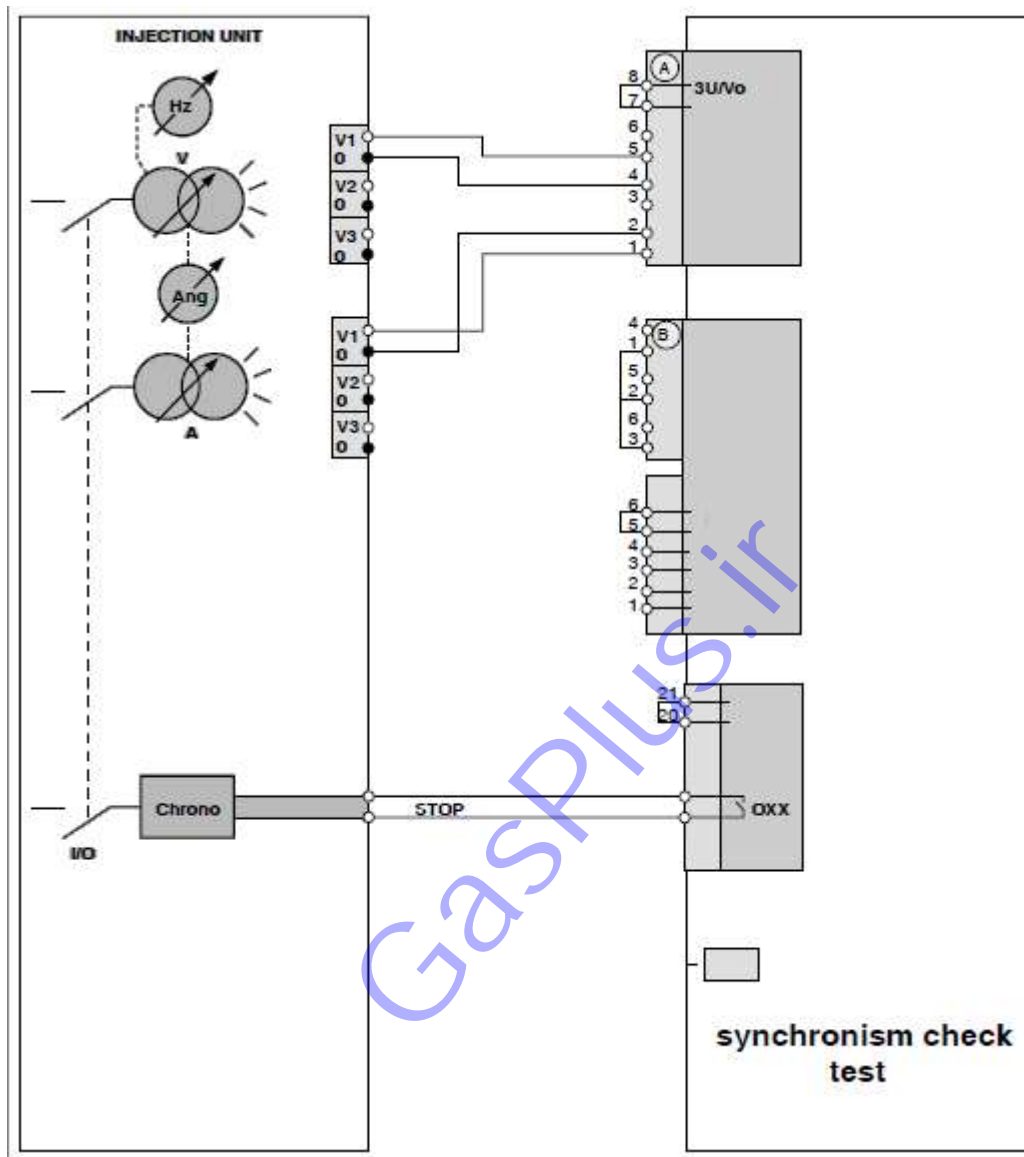 INJECTION UNIT
Hz
V
Ang
A
V1
0
V2
0
V3
0
V1
0
V2
0
V3
0
Chrono
I/O
STOP
A
3U/Vo
8
7
6
5
4
3
2
1
B
4
1
5
2
6
3
6
5
4
3
2
1
21
20
OXX
synchronism check
test
GasPlus.ir